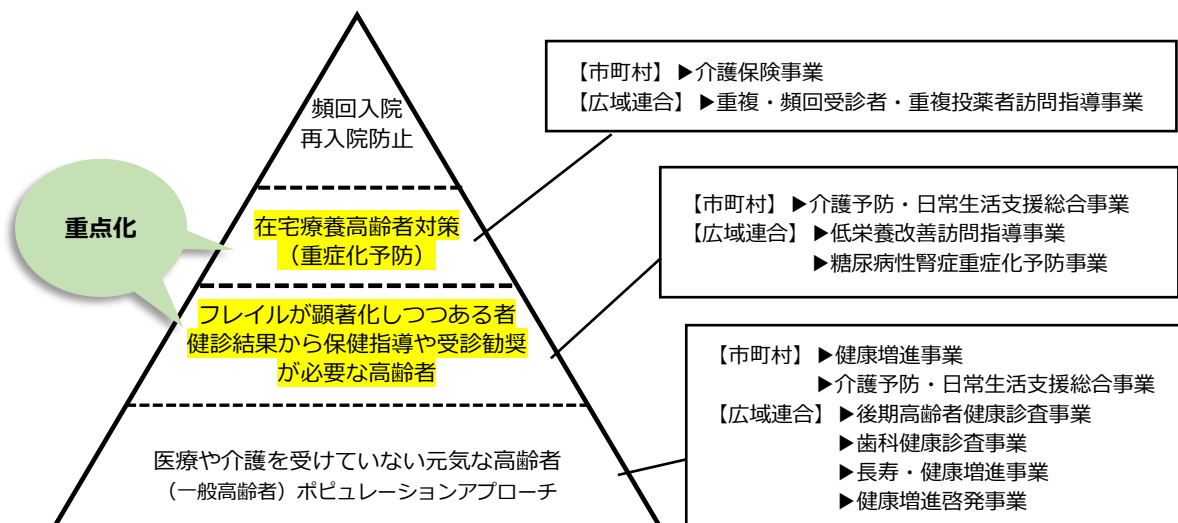 頻回入院
再入院防止
重点化
在宅療養高齢者対策
（重症化予防）
フレイルが顕著化しつつある者
健診結果から保健指導や受診勧奨
が必要な高齢者
医療や介護を受けていない元気な高齢者
（一般高齢者）ポピュレーションアプローチ
【市町村】▶介護保険事業
【広域連合】▶重複・頻回受診者・重複投薬者訪問指導事業
【市町村】▶介護予防・日常生活支援総合事業
【広域連合】▶低栄養改善訪問指導事業
▶糖尿病性腎症重症化予防事業
【市町村】▶健康増進事業
▶介護予防・日常生活支援総合事業
【広域連合】▶後期高齢者健康診査事業
▶歯科健康診査事業
▶長寿・健康増進事業
▶健康増進啓発事業